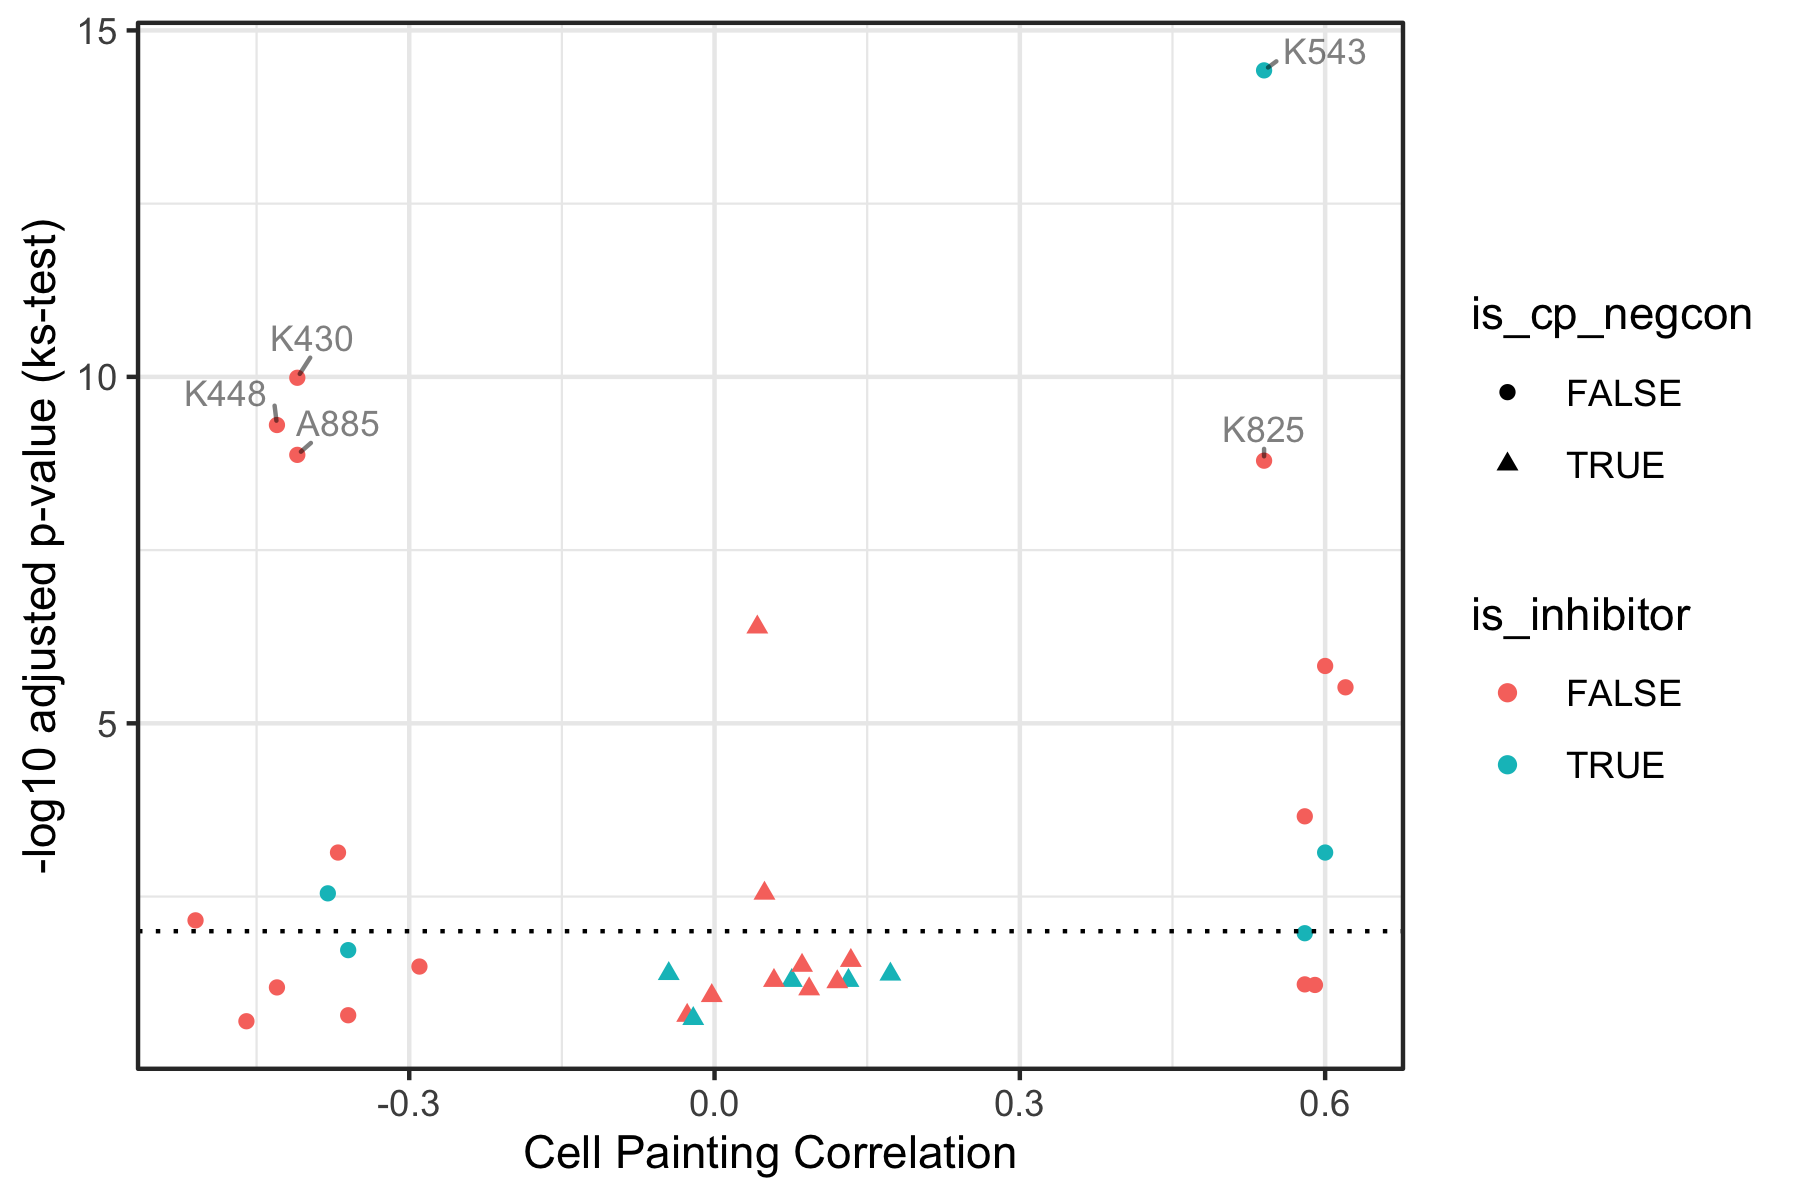 -log10 adjusted p-value (ks-test)
15
10
5
K543
K430
K448
A885
K825
-0.3
0.0
0.3
0.6
Cell Painting Correlation
is_cp_negcon
FALSE
TRUE
is_inhibitor
FALSE
TRUE